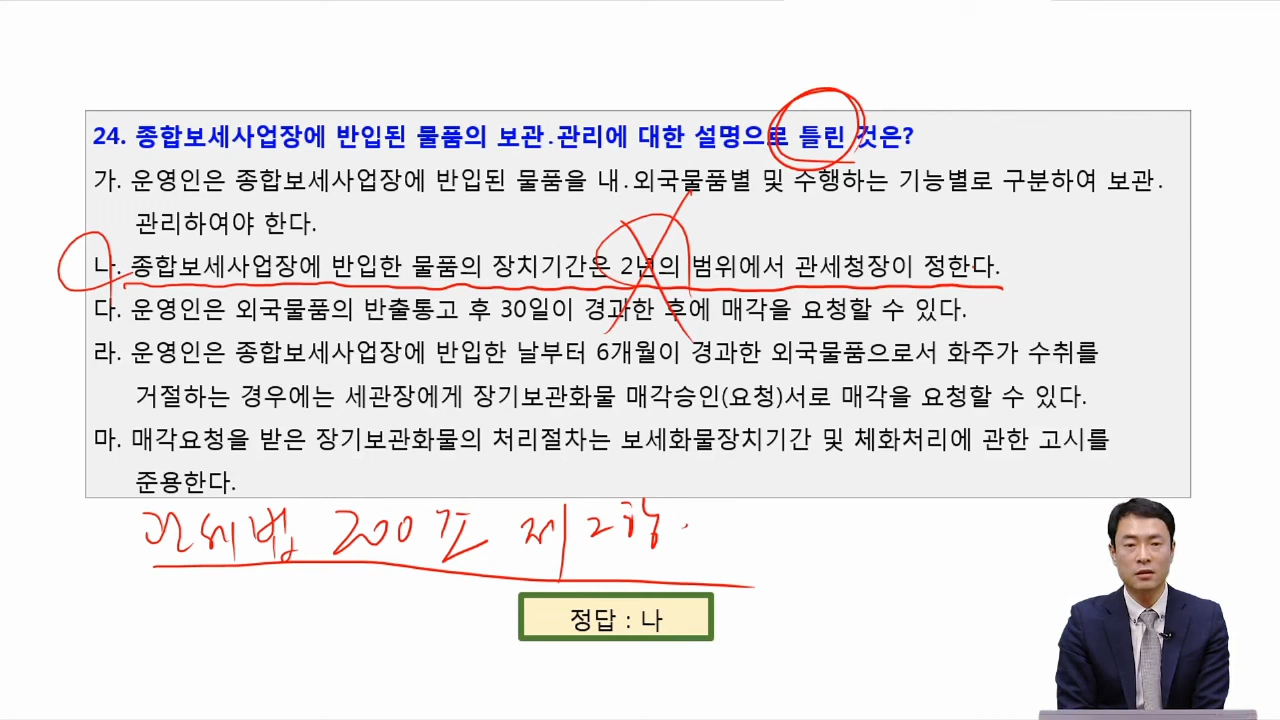 24. 종합보세사업장에 반입된 물품의 보관.관리에 대한 설명으로 틀린 것은?
가. 운영인은 종합보세사업장에 반입된 물품을 내.외국물품별 및 수행하는 기능별로 구분하여 보관.
관리하여야 한다.
나. 종합보세사업장에 반입한 물품의 장치기간은 2년의 범위에서 관세청장이 정한다.
다. 운영인은 외국물품의 반출통고 후 30일이 경과한 후에 매각을 요청할 수 있다.
라. 운영인은 종합보세사업장에 반입한 날부터 6개월이 경과한 외국물품으로서 화주가 수취를
거절하는 경우에는 세관장에게 장기보관화물 매각승인(요청)서로 매각을 요청할 수 있다.
마. 매각요청을 받은 장기보관화물의 처리절차는 보세화물장치기간 및 체화처리에 관한 고시를
준용한다.
관세법 200조 제2항.
정답 : 나